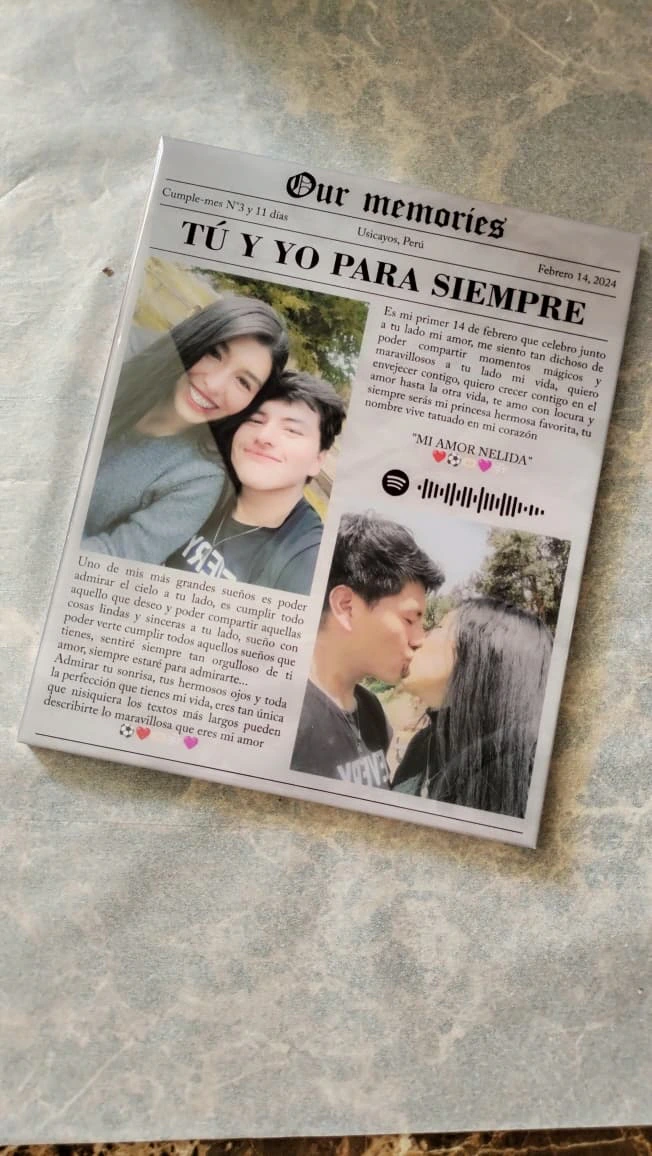 Our memories
Cumple-mes N°3 y 11 días
Usicayos, Perú
Febrero 14, 2024
TÚ Y YO PARA SIEMPRE
Es mi primer 14 de febrero que celebro junto
a tu lado mi amor, me siento tan dichoso de
poder compartir momentos mágicos y
maravillosos a tu lado mi vida, quiero
envejecer contigo, quiero crecer contigo en el
amor hasta la otra vida, te amo con locura y
siempre serás mi princesa hermosa favorita, tu
nombre vive tatuado en mi corazón
"MI AMOR NELIDA"
Uno de mis más grandes sueños es poder
admirar el cielo a tu lado, es cumplir todo
aquello que deseo y poder compartir aquellas
cosas lindas y sinceras a tu lado, sueño con
poder verte cumplir todos aquellos sueños que
tienes, sentiré siempre tan orgulloso de ti
amor, siempre estaré para admirarte...
Admirar tu sonrisa, tus hermosos ojos y toda
la perfección que tienes mi vida, eres tan única
que nisiquiera los textos más largos pueden
describirte lo maravillosa que eres mi amor